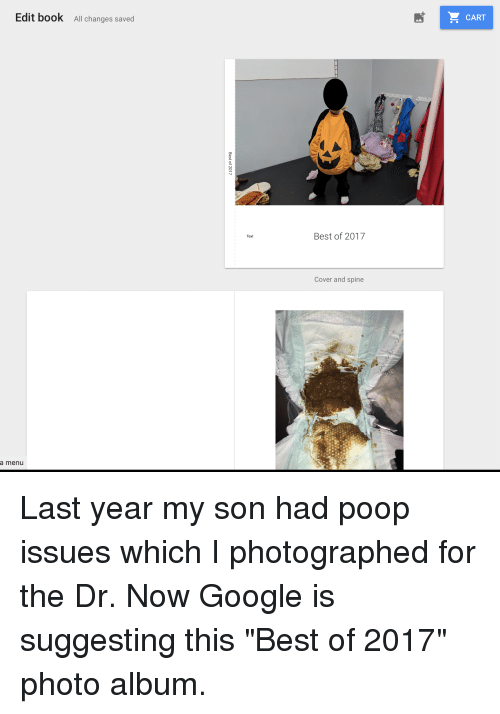 Edit book All changes saved
CART
Best of 2017
Text
Best of 2017
Cover and spine
a menu
Last year my son had poop
issues which I photographed for
the Dr. Now Google is
suggesting this "Best of 2017"
photo album.